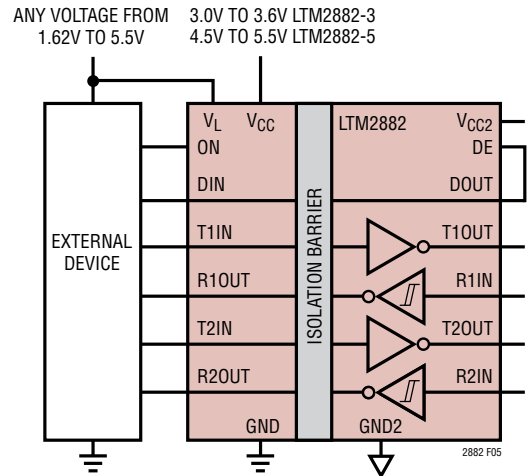 ANY VOLTAGE FROM
1.62V TO 5.5V
3.0V TO 3.6V LTM2882-3
4.5V TO 5.5V LTM2882-5
EXTERNAL
DEVICE
VL
VCC
ON
DIN
T1IN
R1OUT
T2IN
R2OUT
GND
ISOLATION BARRIER
LTM2882
VCC2
DE
DOUT
T1OUT
R1IN
T2OUT
R2IN
GND2
2882 F05